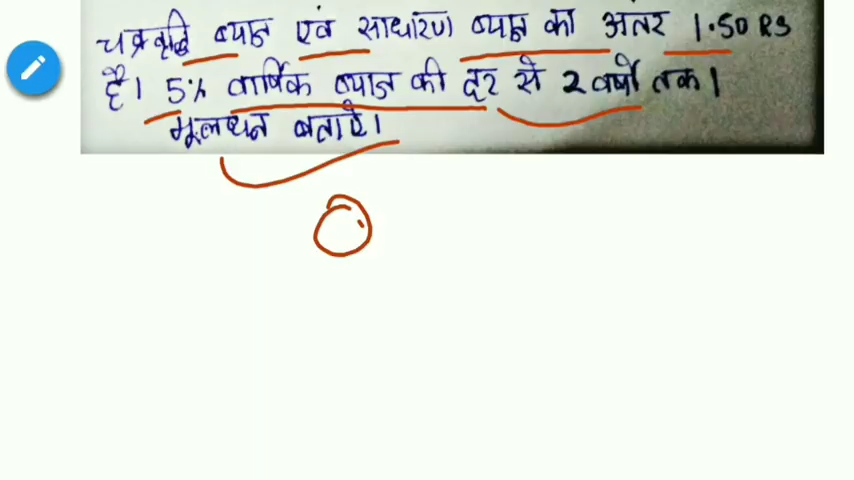 चक्रवृद्धि ब्याज एवं साधारण ब्याज का अंतर 1.50 RS
है। 5% वार्षिक ब्याज की दर से 2 वर्षो तक।
मूलधन बताऐ।